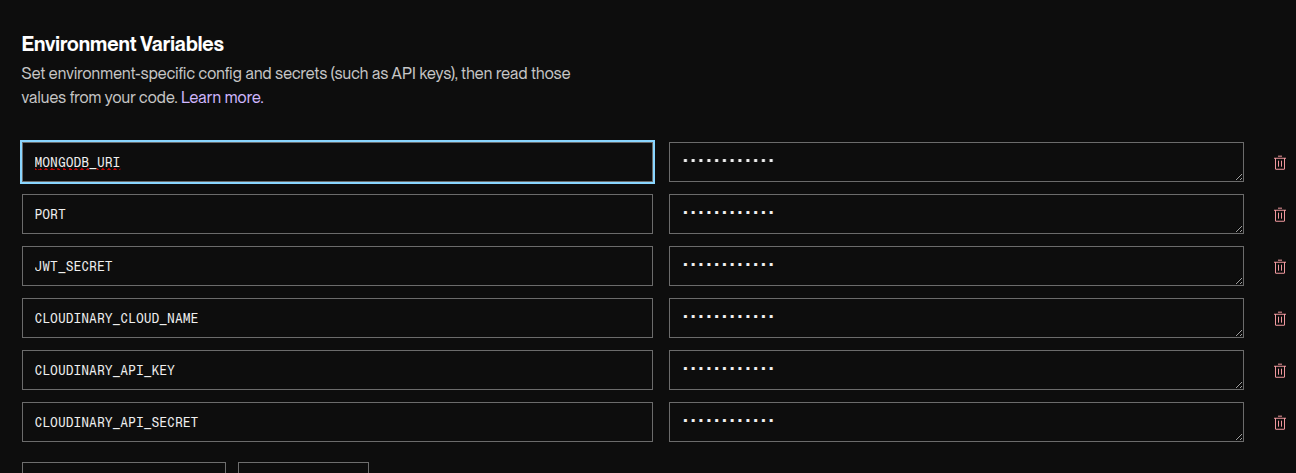 Environment Variables
Set environment-specific config and secrets (such as API keys), then read those
values from your code. Learn more.
MONGODB_URI ••••••••••••
PORT ••••••••••••
JWT_SECRET ••••••••••••
CLOUDINARY_CLOUD_NAME ••••••••••••
CLOUDINARY_API_KEY ••••••••••••
CLOUDINARY_API_SECRET ••••••••••••